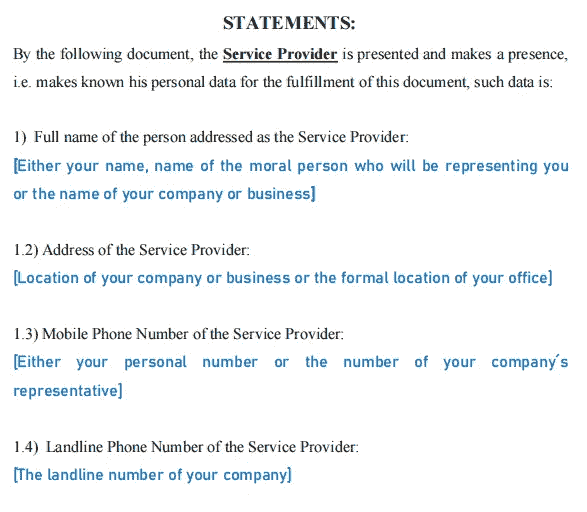 STATEMENTS:
By the following document, the Service Provider is presented and makes a presence,
i.e. makes known his personal data for the fulfillment of this document, such data is:
1) Full name of the person addressed as the Service Provider:
[Either your name, name of the moral person who will be representing you
or the name of your company or business]
1.2) Address of the Service Provider:
[Location of your company or business or the formal location of your office]
1.3) Mobile Phone Number of the Service Provider:
[Either your personal number or the number of your company´s
representative]
1.4) Landline Phone Number of the Service Provider:
[The landline number of your company]